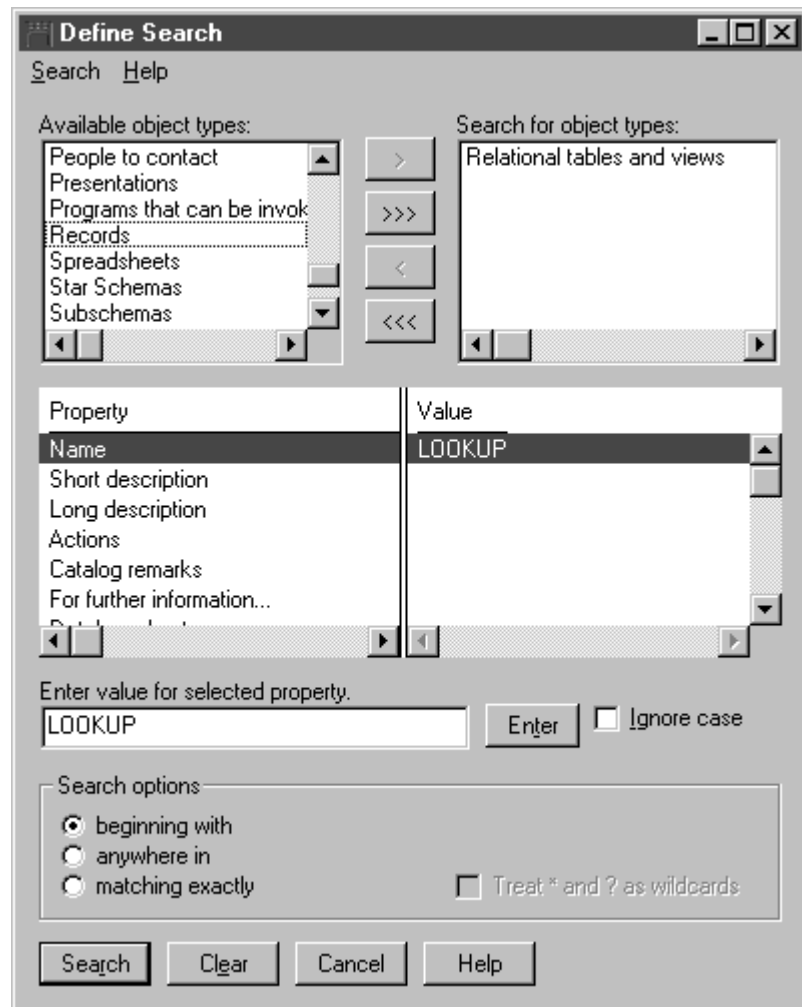 Define Search
Search Help
Available object types:
Search for object types:
People to contact
Presentations
Programs that can be invok
Records
Spreadsheets
Star Schemas
Subschemas
>
>>>
<
<<<
Relational tables and views
Property
Value
Name
LOOKUP
Short description
Long description
Actions
Catalog remarks
For further information...
Enter value for selected property.
LOOKUP
Enter
Ignore case
Search options
beginning with
anywhere in
matching exactly
Treat * and ? as wildcards
Search
Clear
Cancel
Help